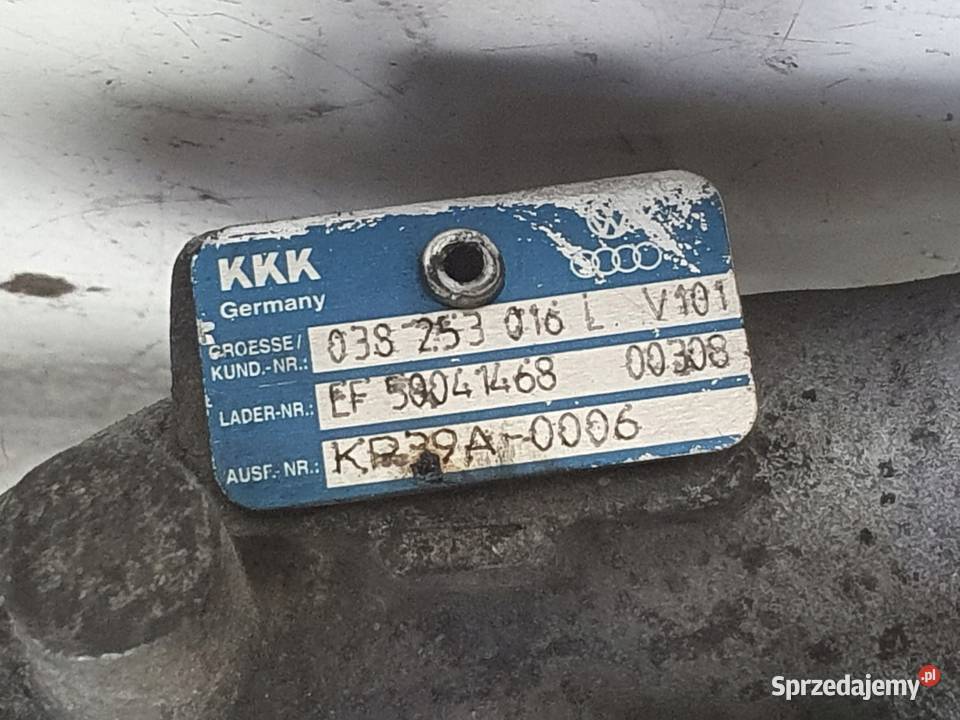 KKK
Germany
GROESSE/
KUND.-NR.: 038 253 016 L V101
LADER-NR.: EF 50041468 00308
AUSF.-NR.: KP39A-0006
Sprzedajemy.pl